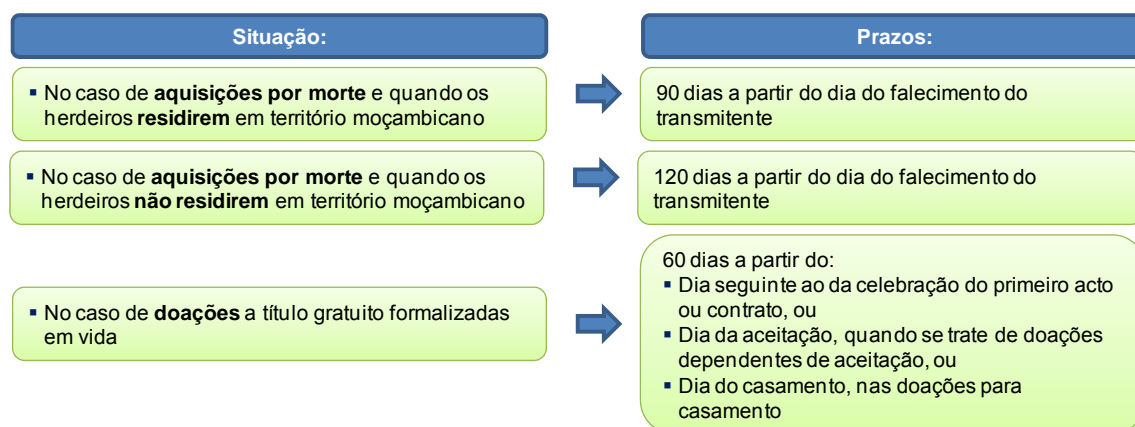 Situação:
Prazos:
▪ No caso de aquisições por morte e quando os
herdeiros residirem em território moçambicano
90 dias a partir do dia do falecimento do
transmitente
▪ No caso de aquisições por morte e quando os
herdeiros não residirem em território moçambicano
120 dias a partir do dia do falecimento do
transmitente
▪ No caso de doações a título gratuito formalizadas
em vida
60 dias a partir do:
▪ Dia seguinte ao da celebração do primeiro acto
ou contrato, ou
▪ Dia da aceitação, quando se trate de doações
dependentes de aceitação, ou
▪ Dia do casamento, nas doações para
casamento